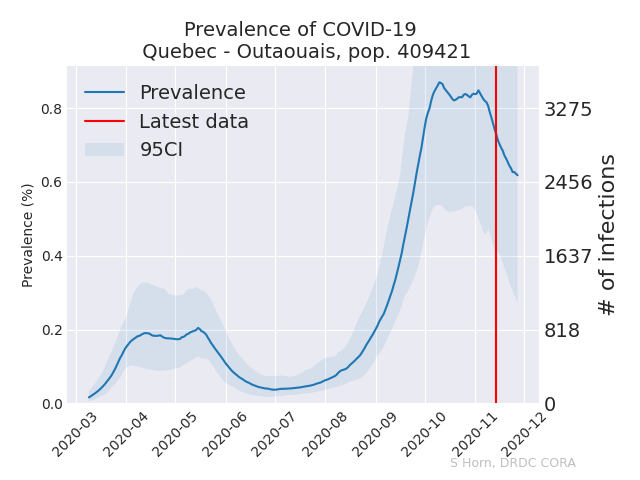 Prevalence of COVID-19
Quebec - Outaouais, pop. 409421
Prevalence
Latest data
95CI
Prevalence (%)
0.8
0.6
0.4
0.2
0.0
3275
2456
1637
818
0
# of infections
2020-03
2020-04
2020-05
2020-06
2020-07
2020-08
2020-09
2020-10
2020-11
2020-12
S Horn, DRDC CORA